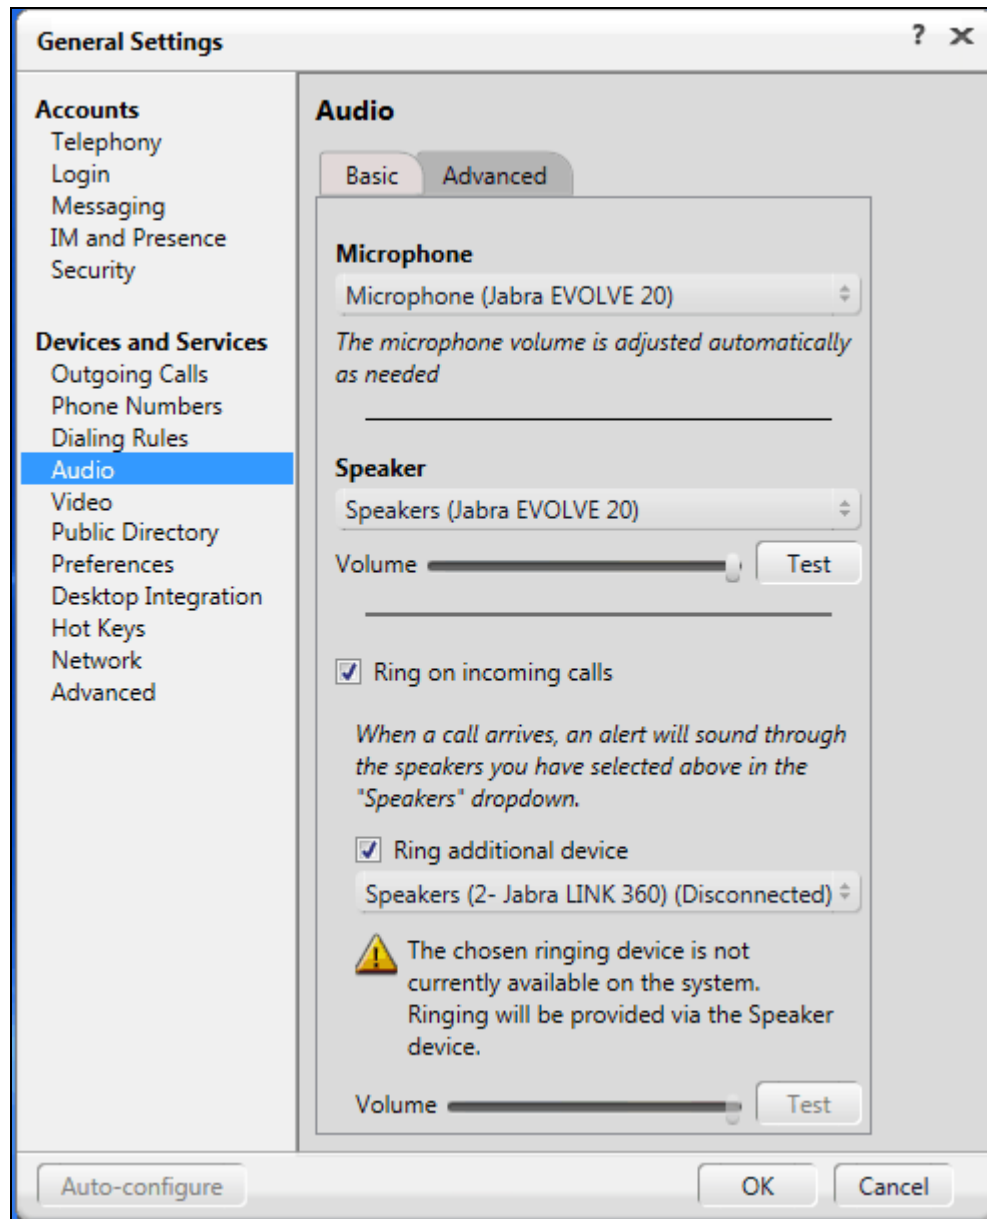 General Settings
?
Accounts
Telephony
Login
Messaging
IM and Presence
Security
Devices and Services
Outgoing Calls
Phone Numbers
Dialing Rules
Audio
Video
Public Directory
Preferences
Desktop Integration
Hot Keys
Network
Advanced
Audio
Basic
Advanced
Microphone
Microphone (Jabra EVOLVE 20)
The microphone volume is adjusted automatically
as needed
Speaker
Speakers (Jabra EVOLVE 20)
Volume
Test
Ring on incoming calls
When a call arrives, an alert will sound through
the speakers you have selected above in the
"Speakers" dropdown.
Ring additional device
Speakers (2- Jabra LINK 360) (Disconnected)
The chosen ringing device is not
currently available on the system.
Ringing will be provided via the Speaker
device.
Volume
Test
Auto-configure
OK
Cancel